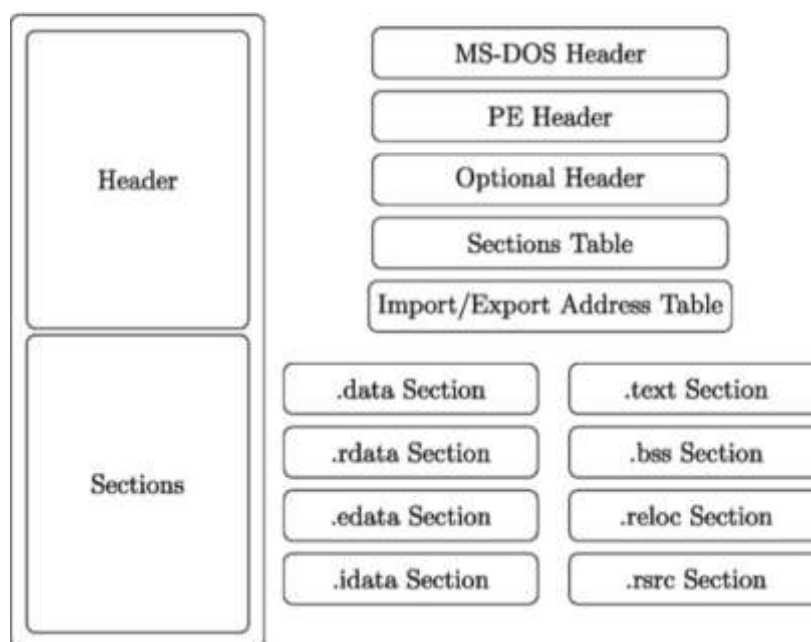 Header
MS-DOS Header
PE Header
Optional Header
Sections Table
Import/Export Address Table
Sections
.data Section
.text Section
.rdata Section
.bss Section
.edata Section
.reloc Section
.idata Section
.rsrc Section